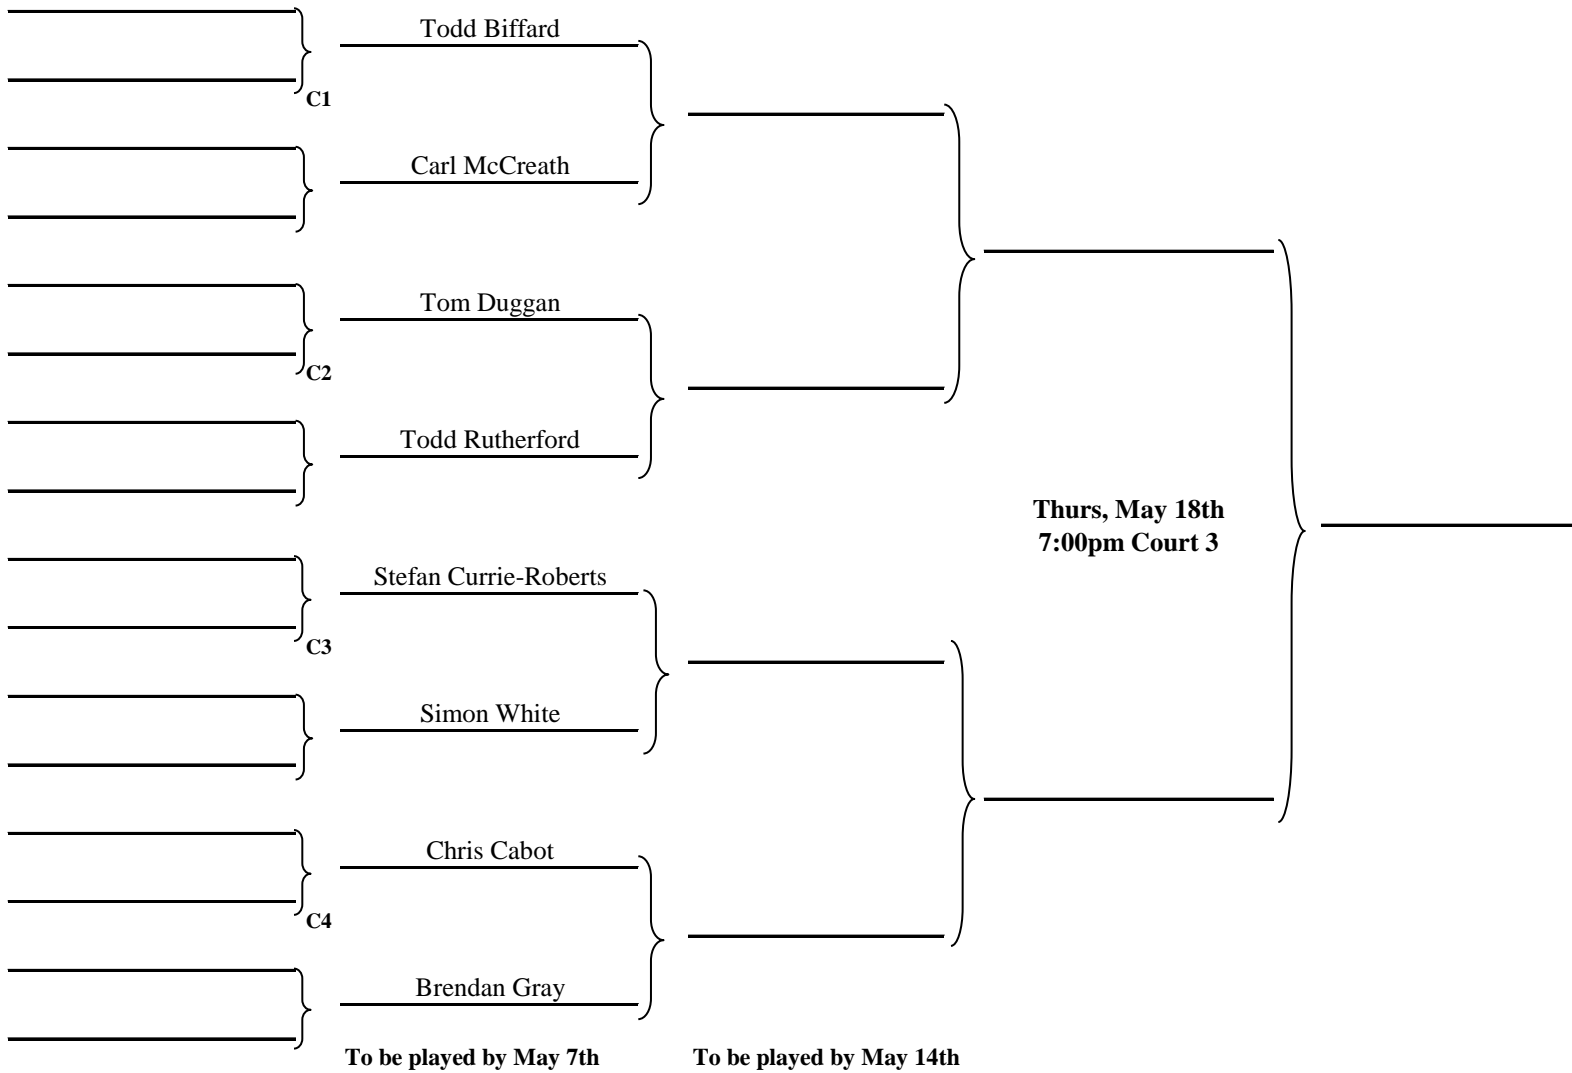 Todd Biffard
C1
Carl McCreath
Tom Duggan
C2
Todd Rutherford
Thurs, May 18th
7:00pm Court 3
Stefan Currie-Roberts
C3
Simon White
Chris Cabot
C4
Brendan Gray
To be played by May 7th
To be played by May 14th